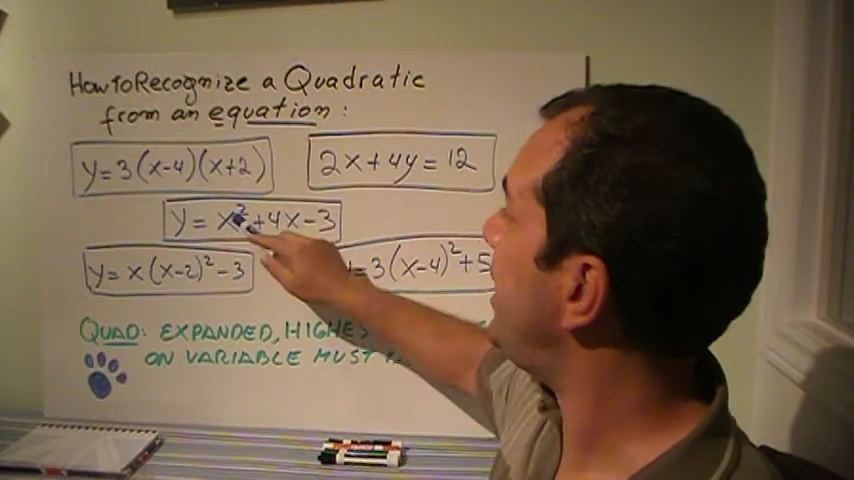 How to Recognize a Quadratic
from an equation:
y=3(x-4)(x+2)
2x+4y=12
y=x²+4x-3
y=x(x-2)²-3
=3(x-4)²+5
QUAD: EXPANDED,
ON VARIABLE MUST